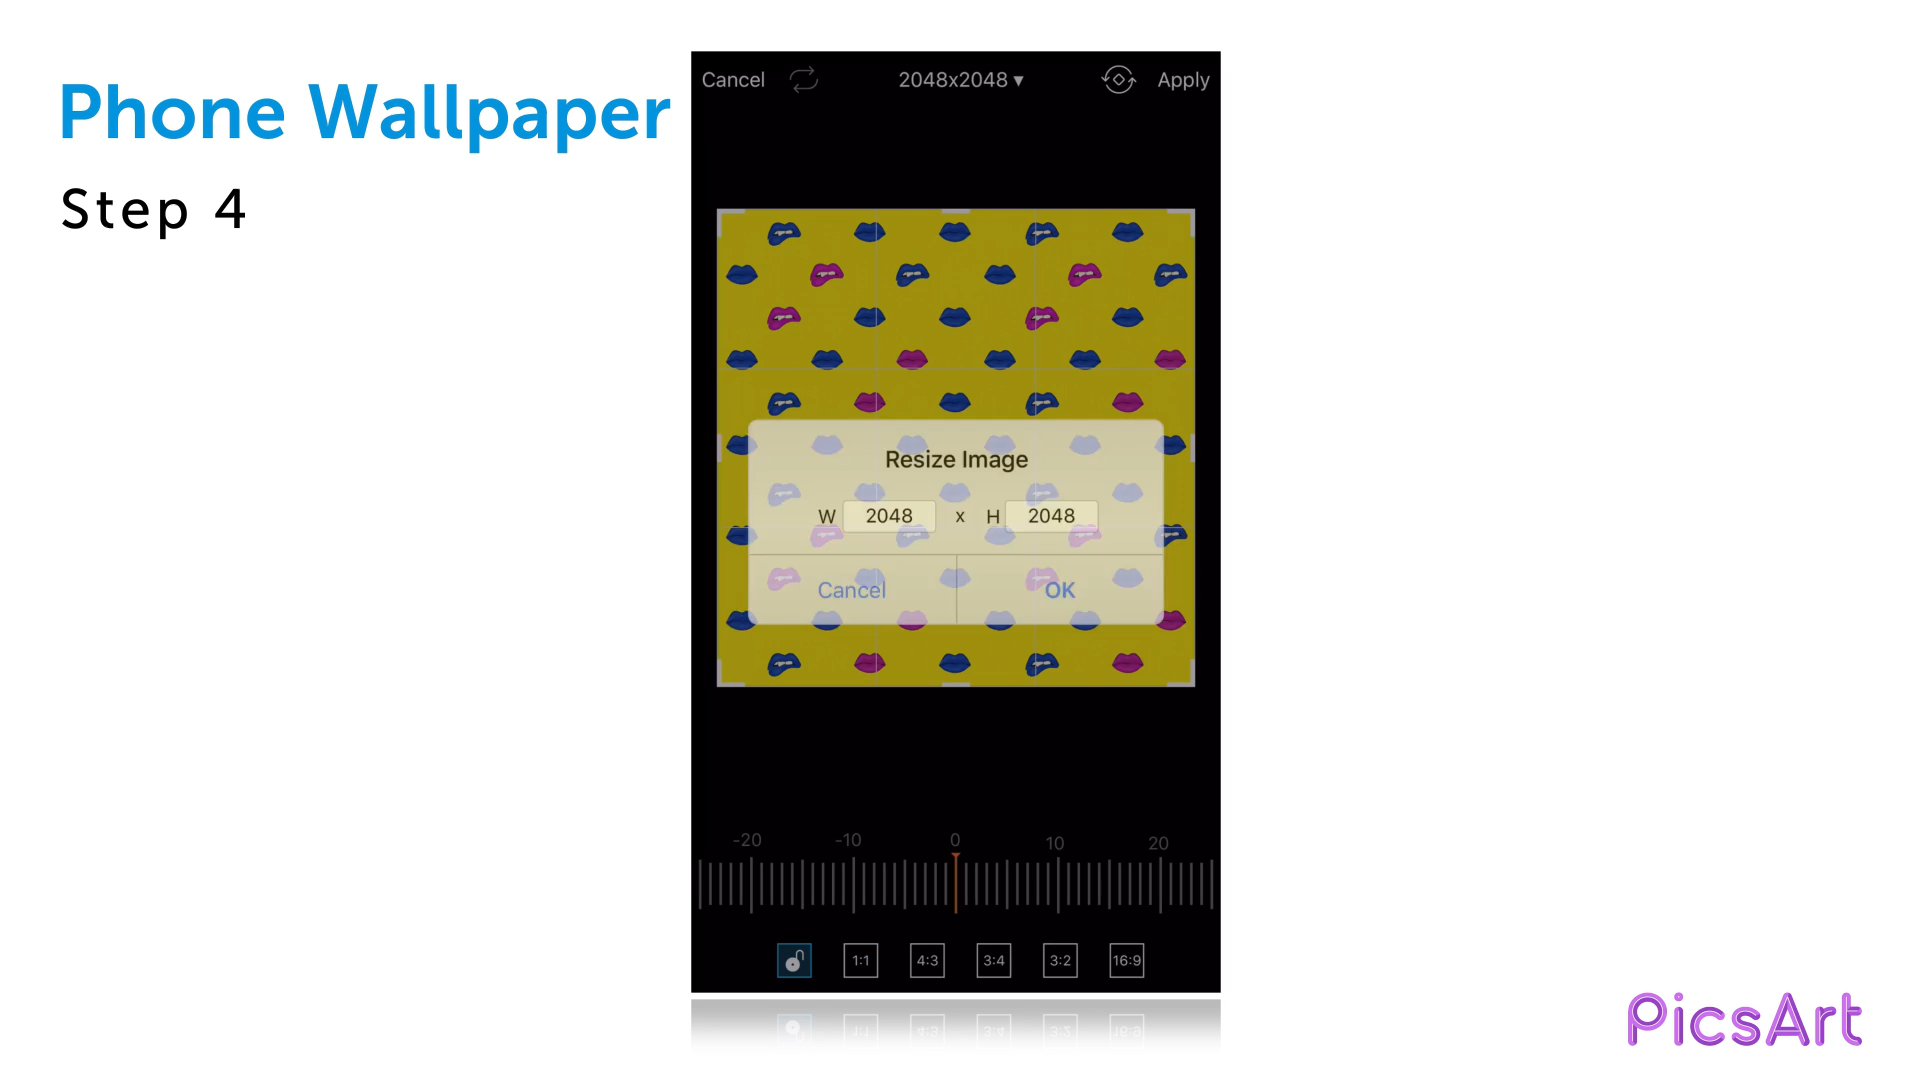 Phone Wallpaper
Step 4
Cancel 2048x2048 ▾ Apply
Resize Image
W 2048 x H 2048
Cancel OK
-20 -10 0 10 20
1:1 4:3 3:4 3:2 16:9
PicsArt